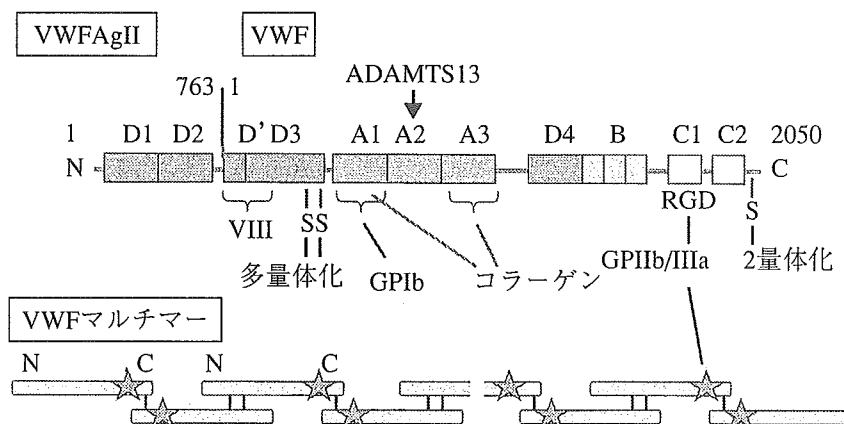 VWFAgII VWF
ADAMTS13
763 1
1 D1 D2 D' D3 A1 A2 A3 D4 B C1 C2 2050
N C
RGD
VIII SS S
多量体化 GPIb コラーゲン GPIIb/IIIa 2量体化
VWFマルチマー
N C N C